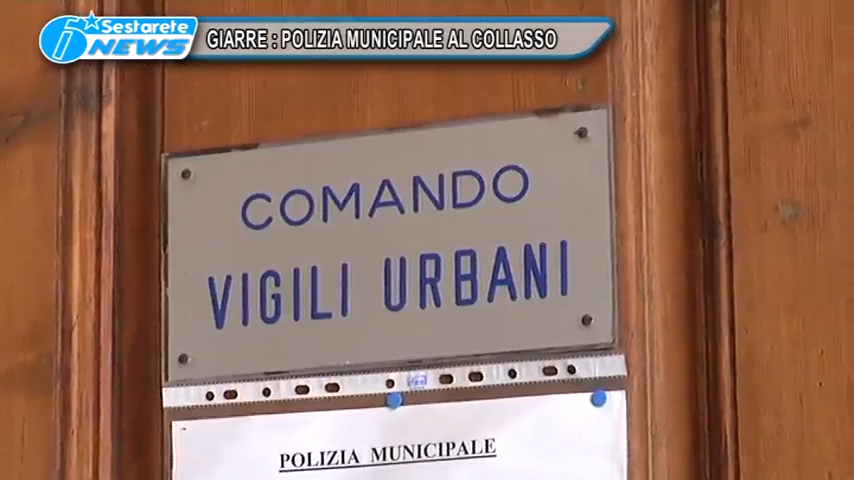 Sestarete
6 NEWS
GIARRE : POLIZIA MUNICIPALE AL COLLASSO
COMANDO
VIGILI URBANI
POLIZIA MUNICIPALE